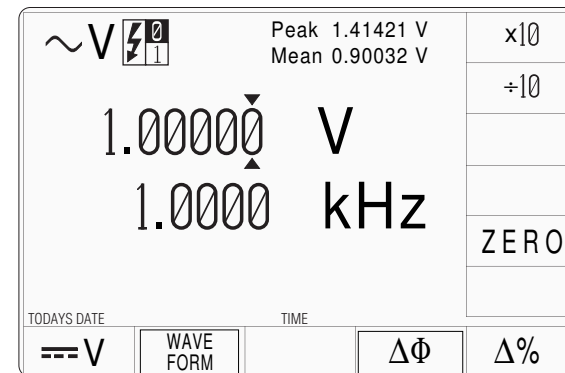 ∼V 0 1
Peak 1.41421 V
Mean 0.90032 V
1.00000 V
1.0000 kHz
x10
÷10
ZERO
TODAYS DATE TIME
V
WAVE
FORM
ΔΦ
Δ%